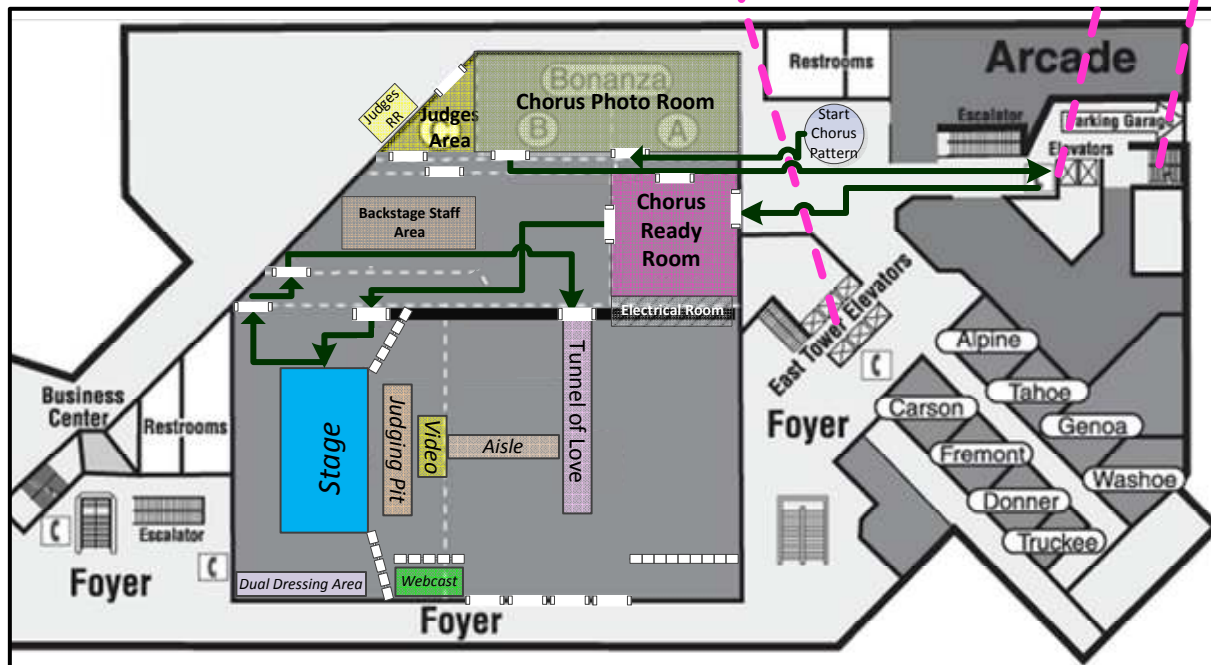 Restrooms
Arcade
Bonanza
Chorus Photo Room
Judges
RR
Judges
Area
C
B
A
Start
Chorus
Pattern
Escalator
Parking Garage
Elevators
Backstage Staff
Area
Chorus
Ready
Room
Electrical Room
East Tower Elevators
Alpine
Tahoe
Genoa
Washoe
Carson
Fremont
Donner
Truckee
Foyer
Business
Center
Restrooms
Stage
Judging Pit
Video
Aisle
Tunnel of Love
Escalator
Foyer
Dual Dressing Area
Webcast
Foyer